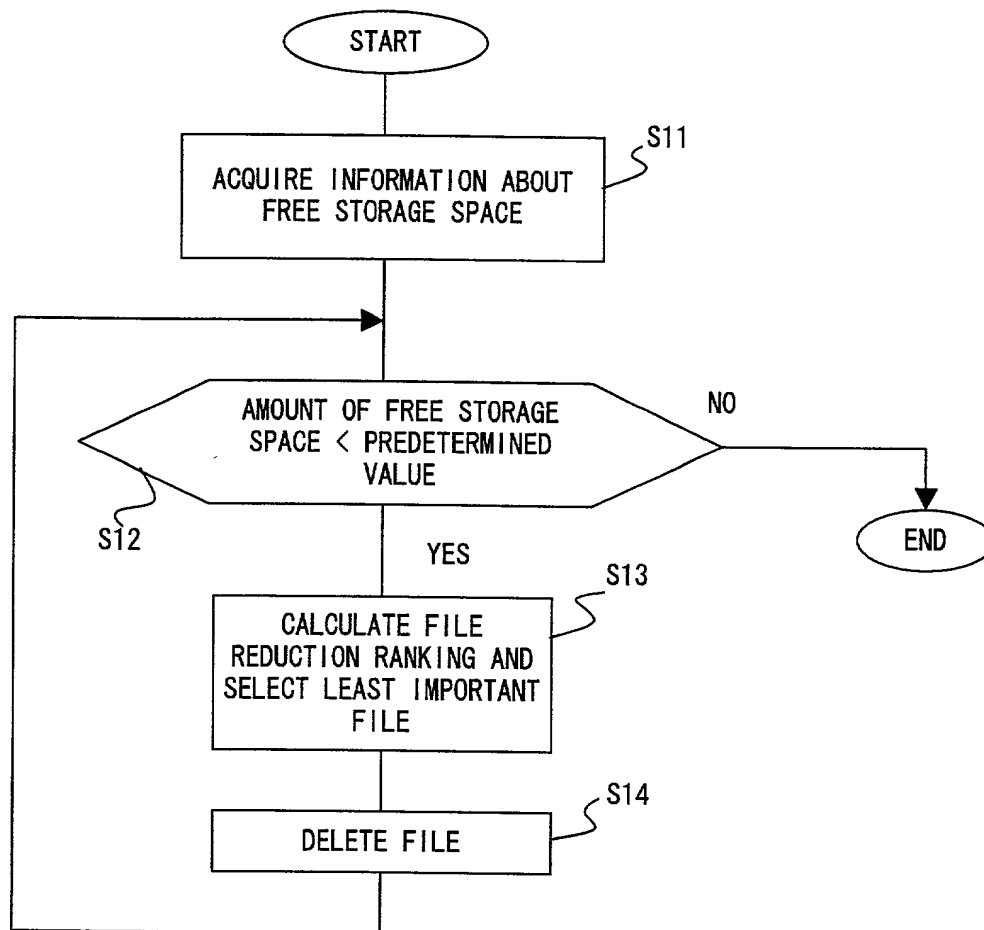 START
S11
ACQUIRE INFORMATION ABOUT
FREE STORAGE SPACE
AMOUNT OF FREE STORAGE
SPACE < PREDETERMINED
VALUE
NO
S12
END
YES
S13
CALCULATE FILE
REDUCTION RANKING AND
SELECT LEAST IMPORTANT
FILE
S14
DELETE FILE